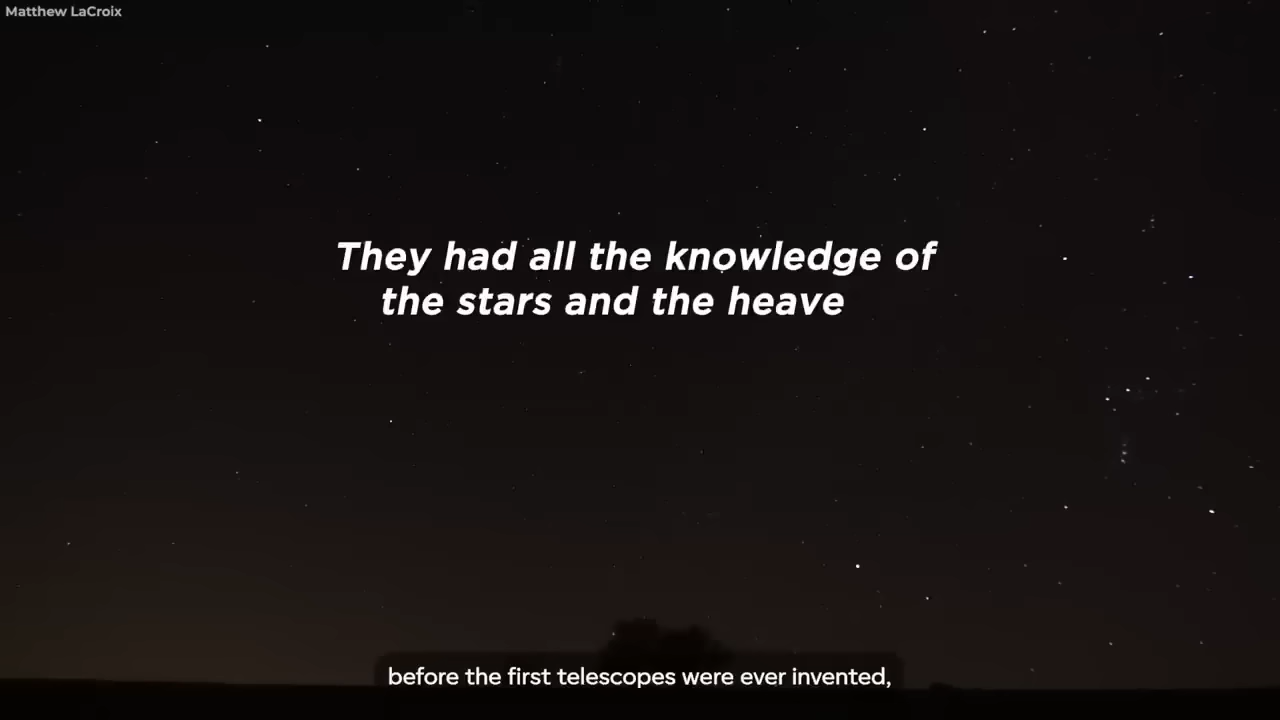 Matthew LaCroix
They had all the knowledge of
the stars and the heave
before the first telescopes were ever invented,